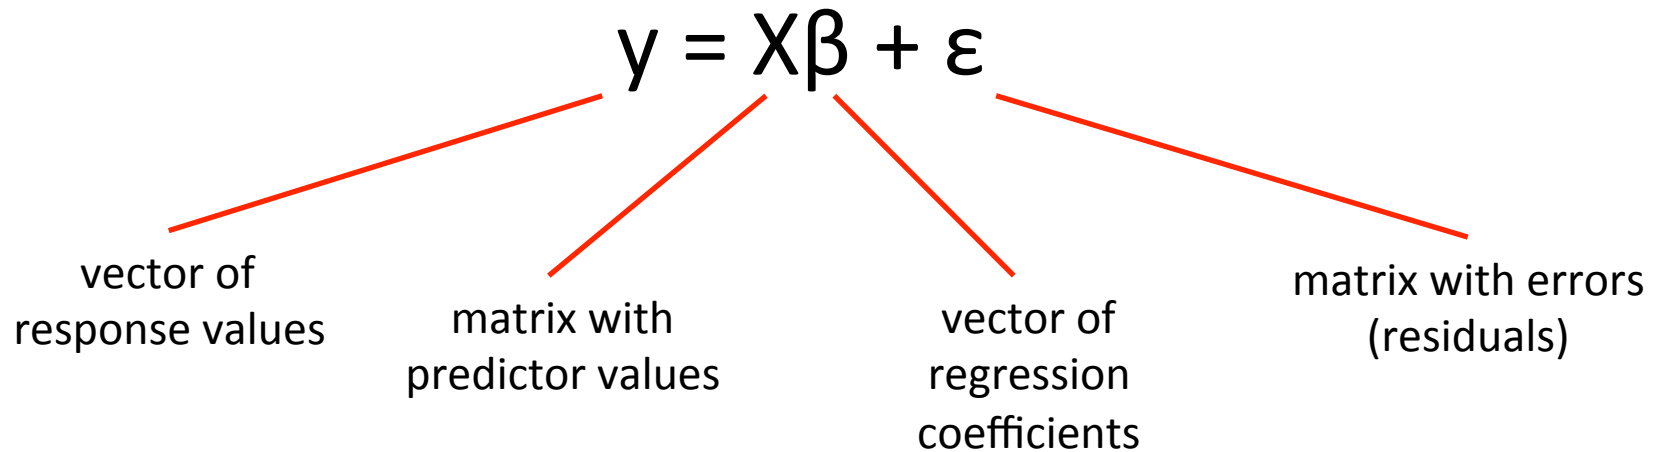 y = Xβ + ε
vector of
response values
matrix with
predictor values
vector of
regression
coefficients
matrix with errors
(residuals)